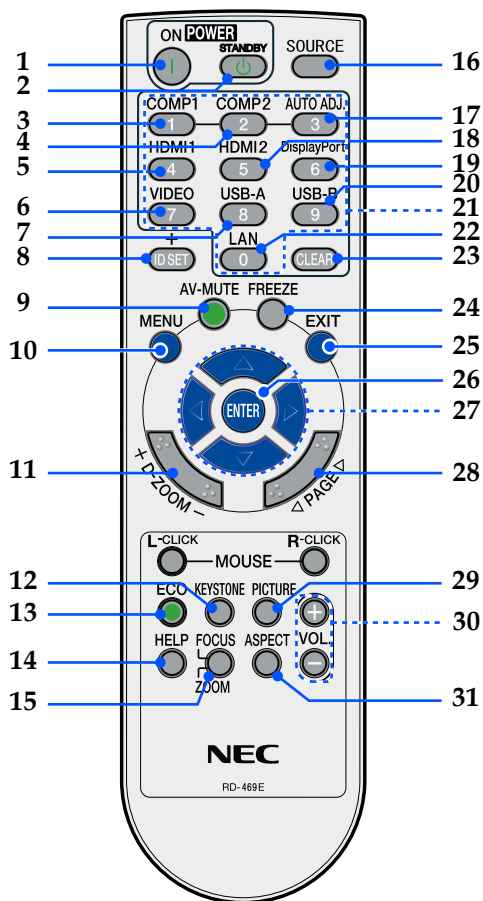 ON POWER
STANDBY
SOURCE
1
2
16
COMP1 COMP2 AUTO ADJ.
1 2 3
3
4
17
18
HDMI1 HDMI2 DisplayPort
4 5 6
5
19
VIDEO USB-A USB-B
7 8 9
6
20
21
7
LAN
22
+
ID SET 0 CLEAR
8
23
AV-MUTE FREEZE
9
24
MENU EXIT
10
25
ENTER
26
27
+ D-ZOOM −
◁ PAGE ▷
11
28
L-CLICK R-CLICK
MOUSE
12
29
ECO KEYSTONE PICTURE
+
13
30
HELP FOCUS ASPECT VOL.
−
14
ZOOM
15
31
NEC
RD-469E